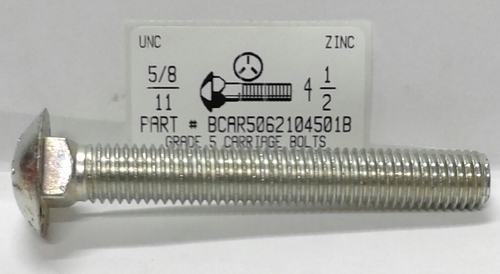 UNC ZINC
5/8 4 1/2
11
PART # BCAR5062104501B
GRADE 5 CARRIAGE BOLTS